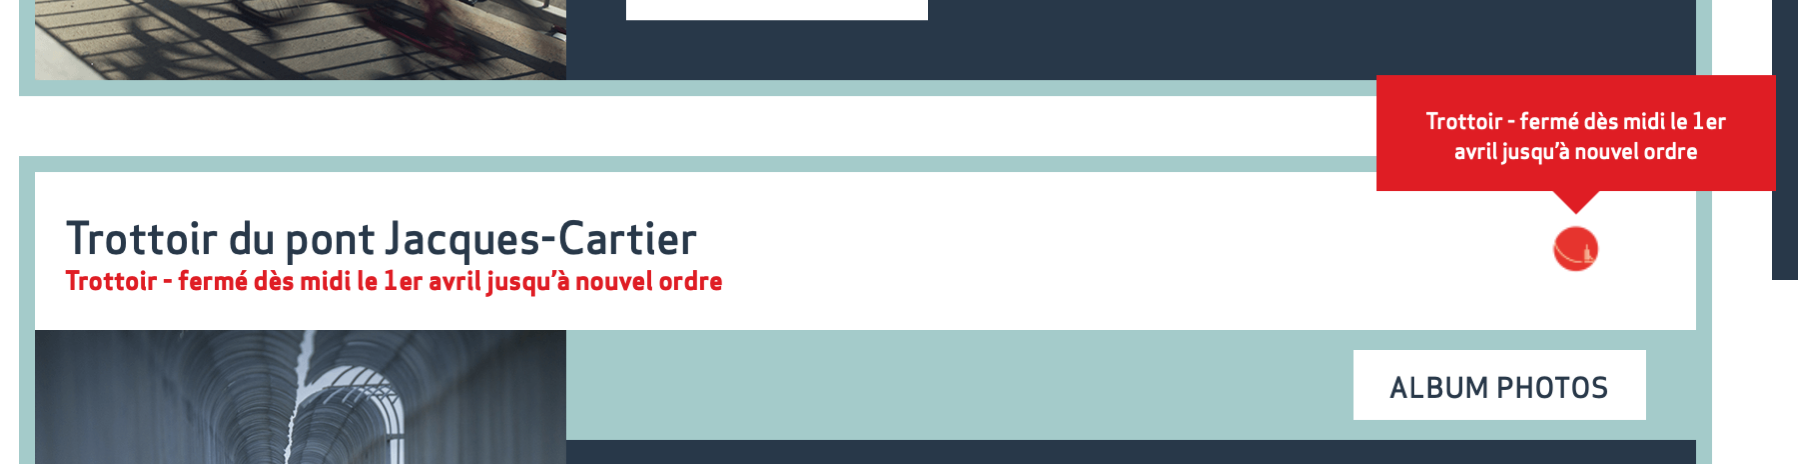 Trottoir - fermé dès midi le 1er
avril jusqu'à nouvel ordre
Trottoir du pont Jacques-Cartier
Trottoir - fermé dès midi le 1er avril jusqu'à nouvel ordre
ALBUM PHOTOS